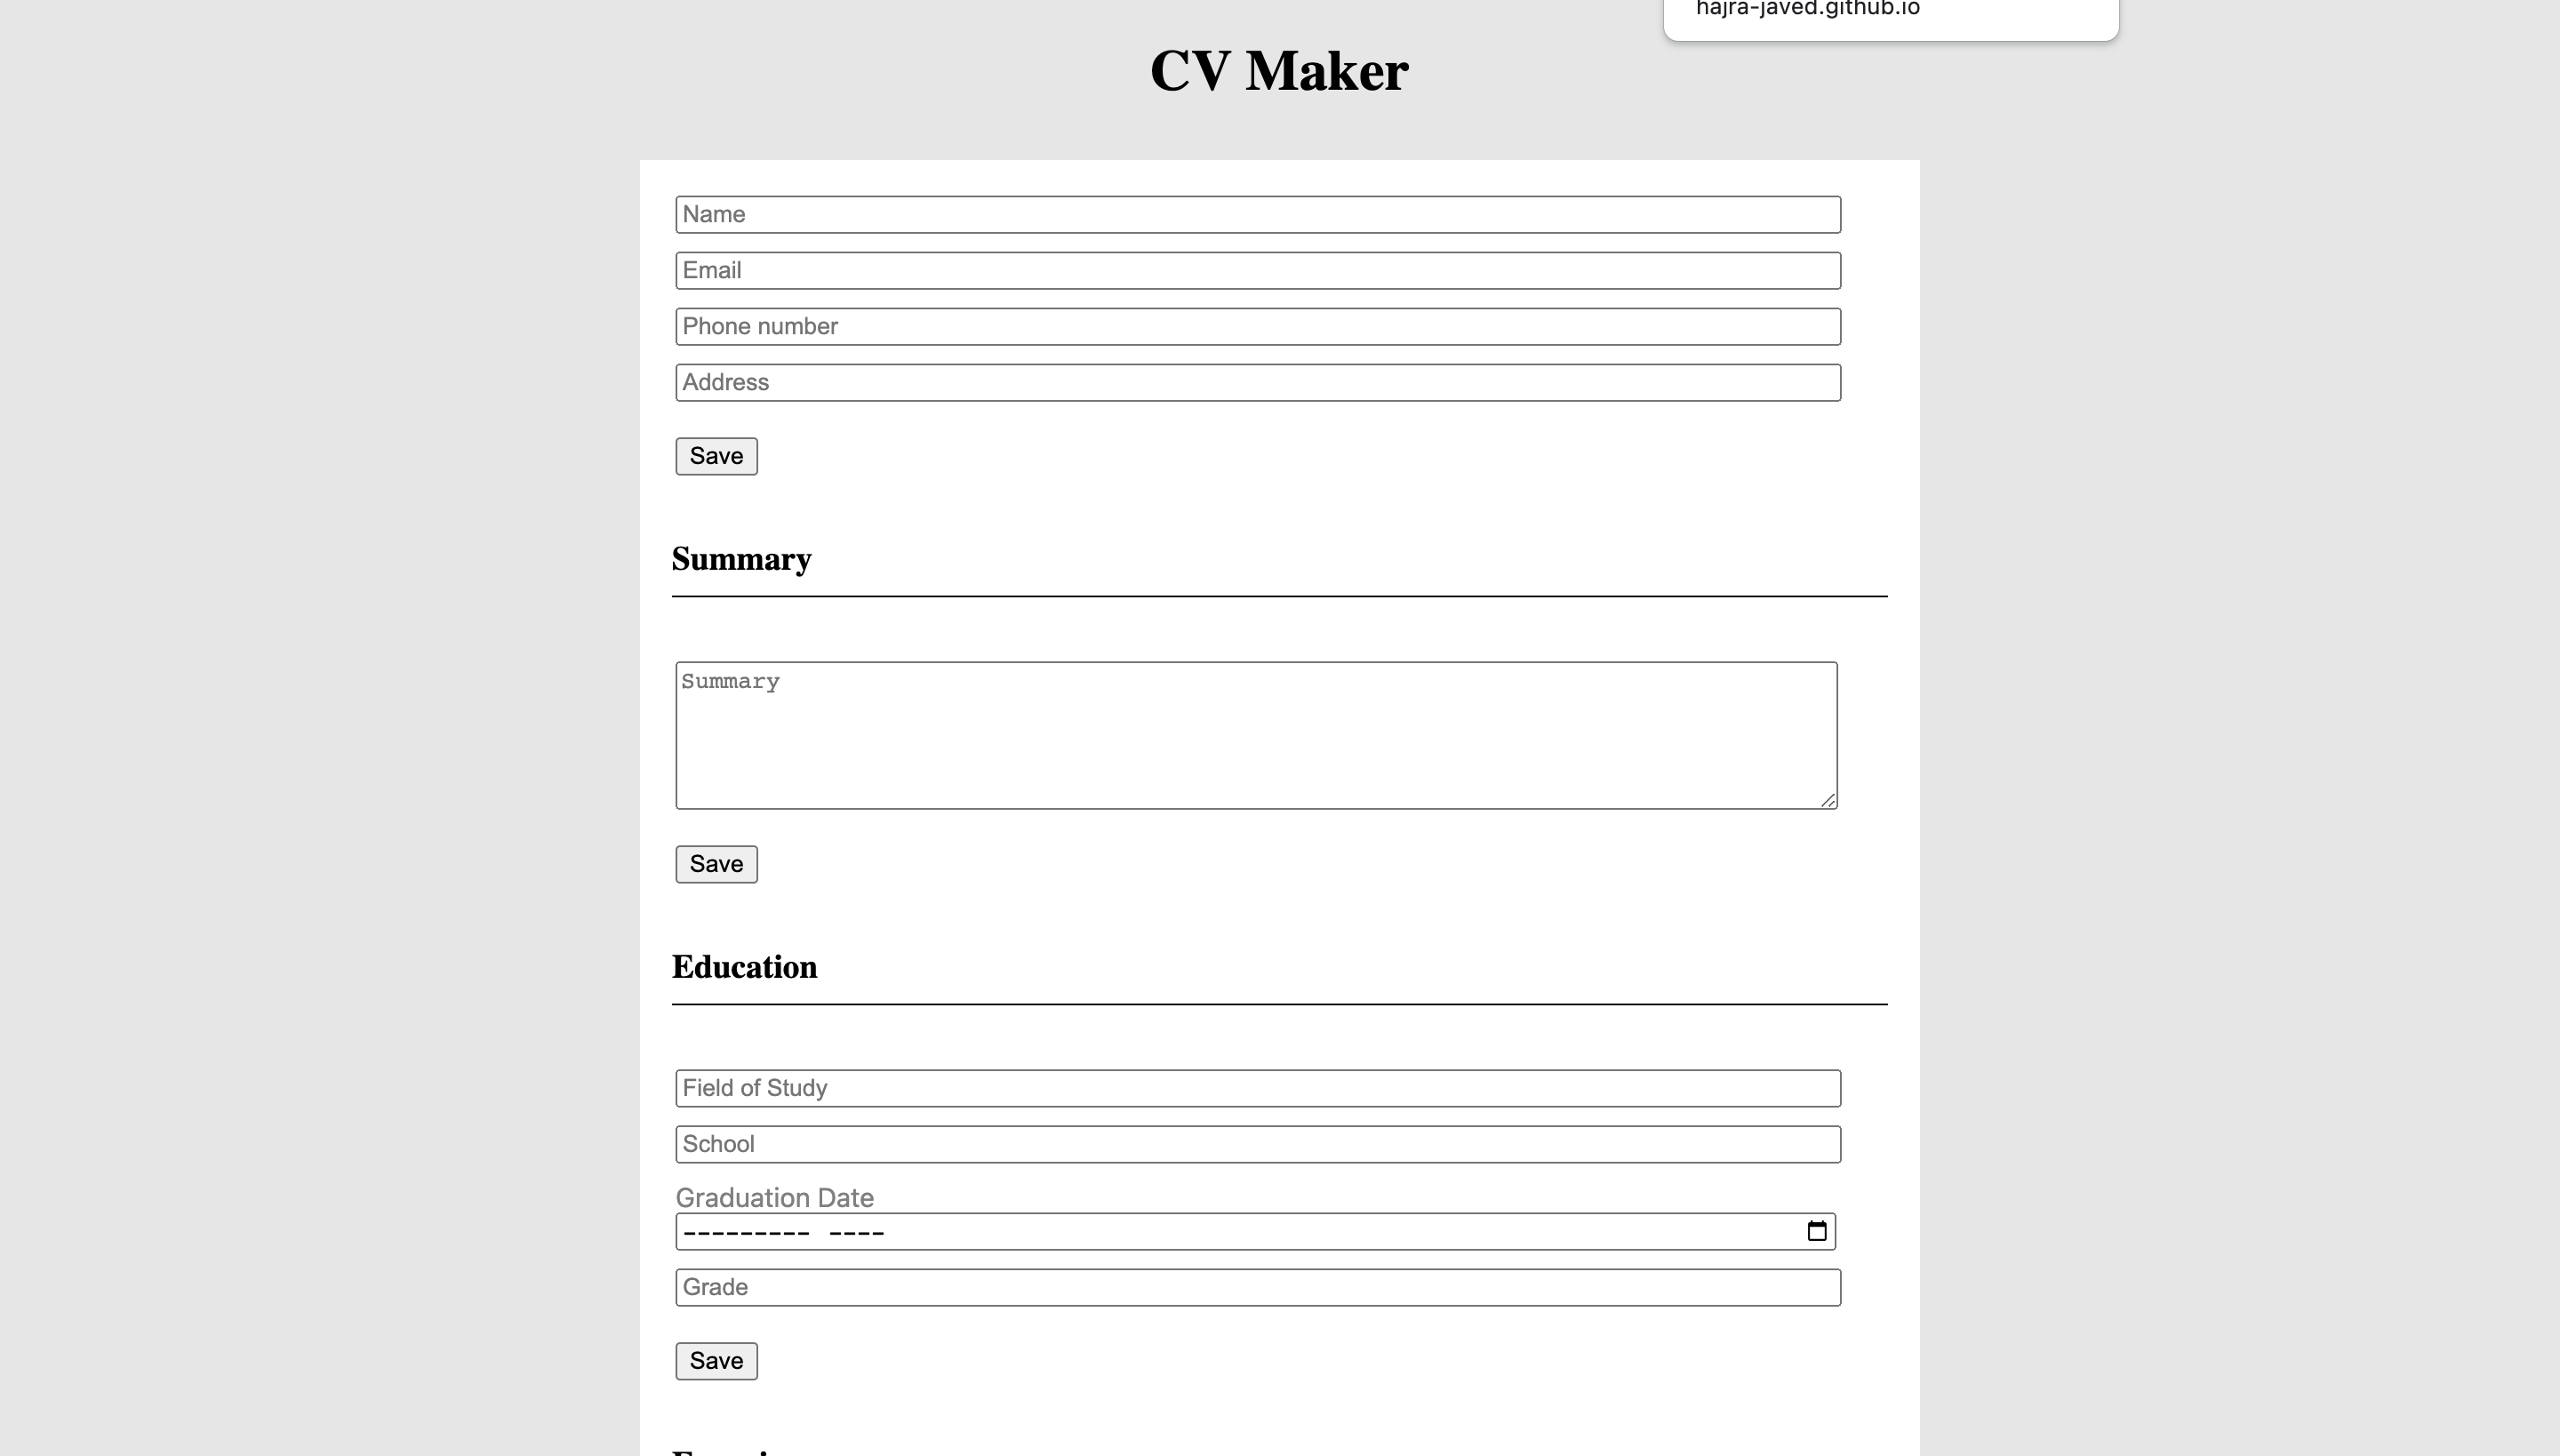 hajra-javed.github.io
CV Maker
Name
Email
Phone number
Address
Save
Summary
Summary
Save
Education
Field of Study
School
Graduation Date
--------- ----
Grade
Save